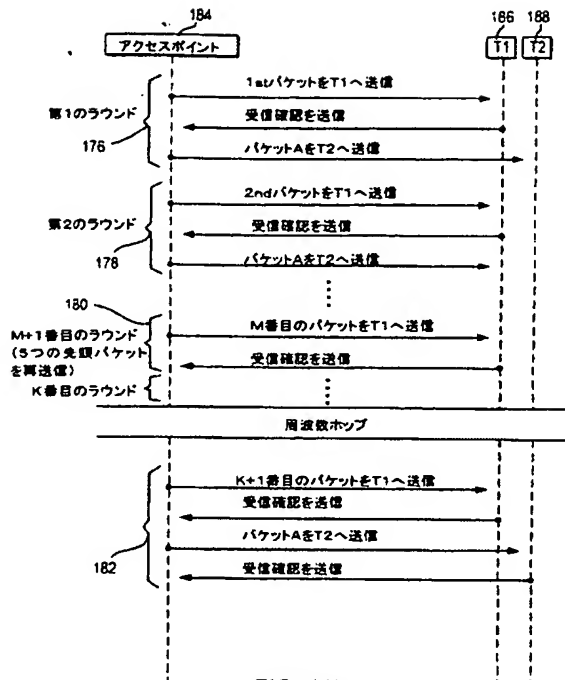 184
186 188
アクセスポイント
T1 T2
1stパケットをT1へ送信
第1のラウンド
受信確認を送信
176
パケットAをT2へ送信
2ndパケットをT1へ送信
第2のラウンド
受信確認を送信
178
パケットAをT2へ送信
180
M番目のパケットをT1へ送信
M+1番目のラウンド
(5つの先頭パケット
を再送信)
受信確認を送信
K番目のラウンド
周波数ホップ
K+1番目のパケットをT1へ送信
受信確認を送信
パケットAをT2へ送信
182
受信確認を送信